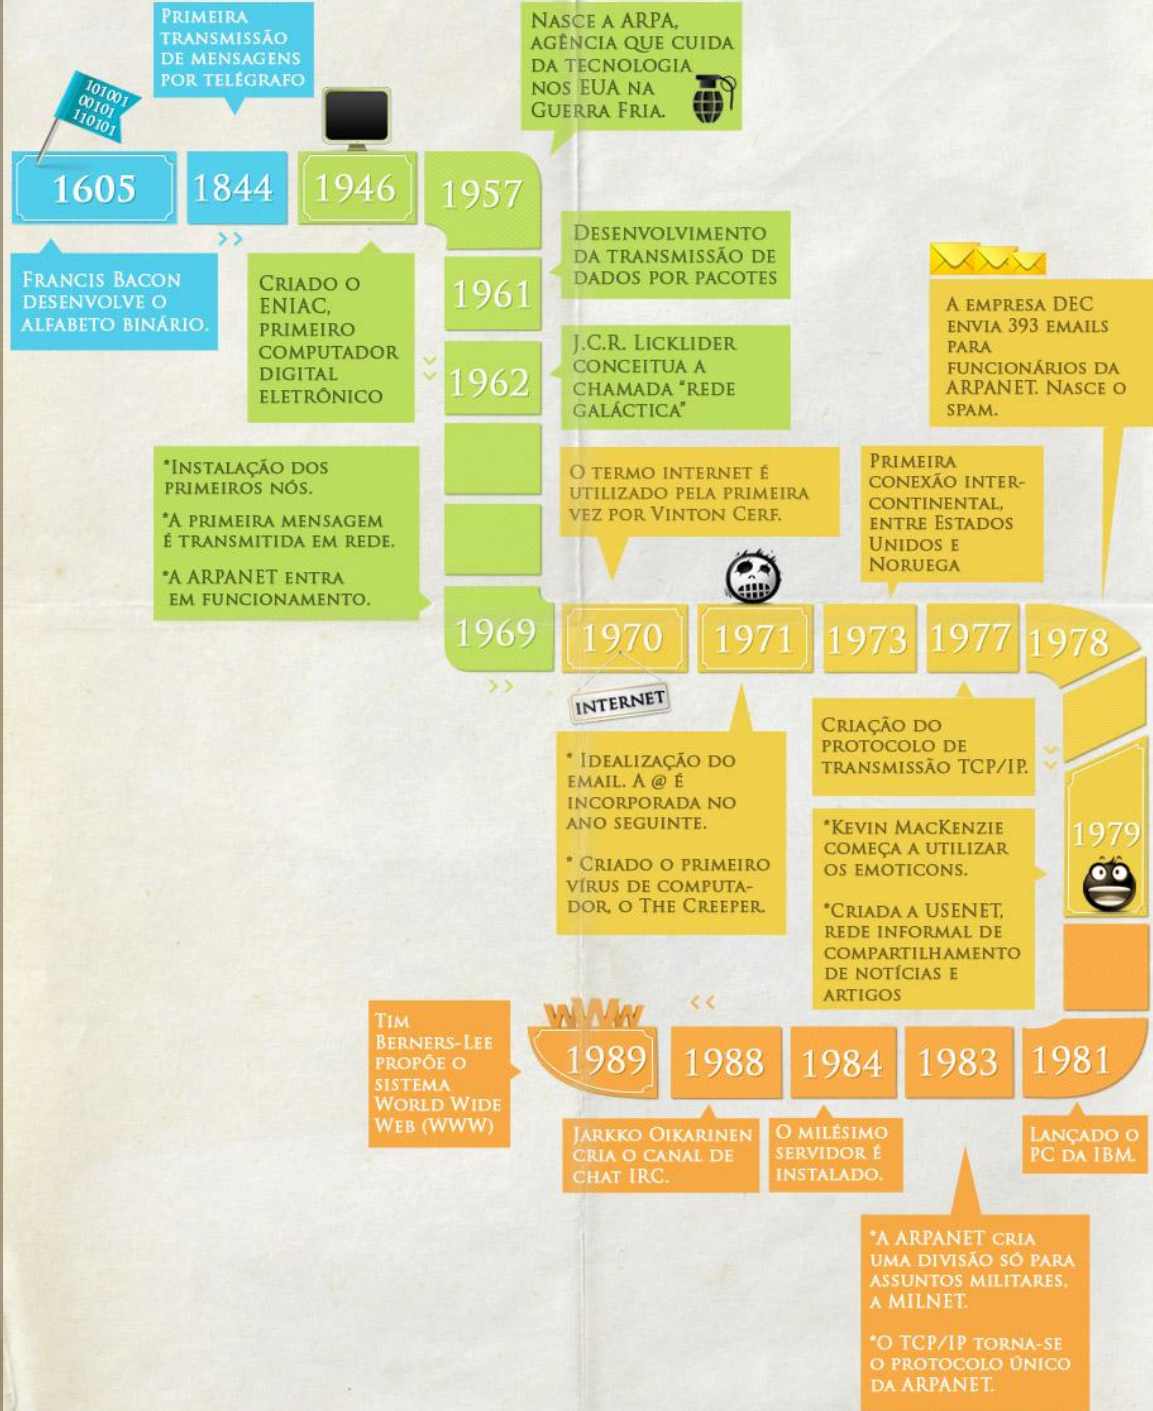 Primeira
transmissão
de mensagens
por telégrafo
Nasce a ARPA,
agência que cuida
da tecnologia
nos EUA na
Guerra Fria.
101001
00101
110101
1605
1844
1946
1957
>>
Francis Bacon
desenvolve o
alfabeto binário.
Criado o
ENIAC,
primeiro
computador
digital
eletrônico
1961
Desenvolvimento
da transmissão de
dados por pacotes
1962
J.C.R. Licklider
conceitua a
chamada "rede
galáctica"
A empresa DEC
envia 393 emails
para
funcionários da
ARPANET. Nasce o
spam.
*Instalação dos
primeiros nós.
*A primeira mensagem
é transmitida em rede.
*A ARPANET entra
em funcionamento.
O termo internet é
utilizado pela primeira
vez por Vinton Cerf.
Primeira
conexão inter-
continental,
entre Estados
Unidos e
Noruega
1969
1970
1971
1973
1977
1978
>>
INTERNET
* Idealização do
email. A @ é
incorporada no
ano seguinte.
* Criado o primeiro
vírus de computa-
dor, o The Creeper.
Criação do
protocolo de
transmissão TCP/IP.
*Kevin MacKenzie
começa a utilizar
os emoticons.
*Criada a USENET,
rede informal de
compartilhamento
de notícias e
artigos
1979
Tim
Berners-Lee
propõe o
sistema
World Wide
Web (WWW)
WWW
<<
1989
1988
1984
1983
1981
Jarkko Oikarinen
cria o canal de
chat IRC.
O milésimo
servidor é
instalado.
Lançado o
PC da IBM.
*A ARPANET cria
uma divisão só para
assuntos militares,
a MILNET.
*O TCP/IP torna-se
o protocolo único
da ARPANET.